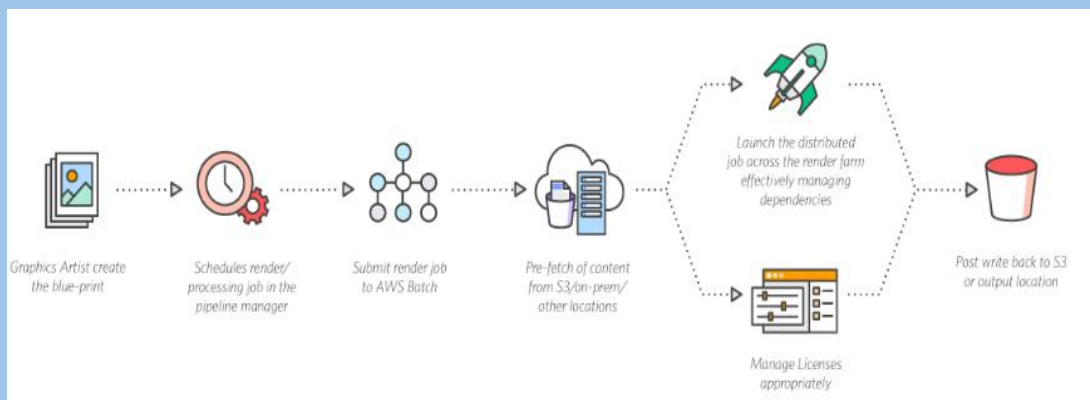 Graphics Artist create
the blue-print
Schedules render/
processing job in the
pipeline manager
Submit render job
to AWS Batch
Pre-fetch of content
from S3/on-prem/
other locations
Launch the distributed
job across the render farm
effectively managing
dependencies
Manage Licenses
appropriately
Post write back to S3
or output location